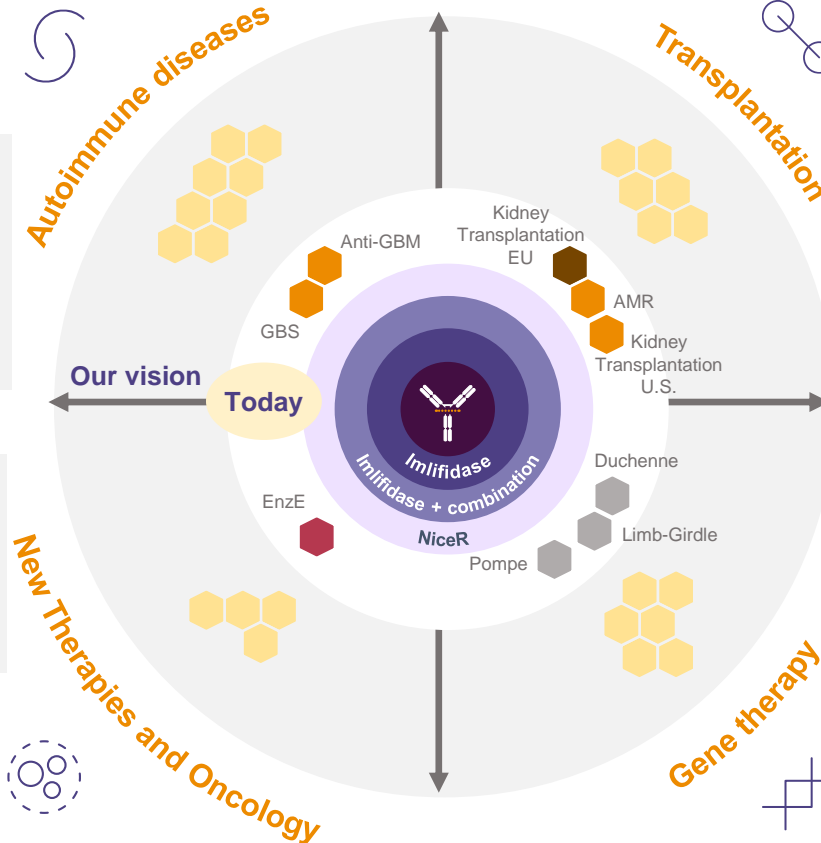 Autoimmune diseases
Transplantation
Kidney
Transplantation
EU
Anti-GBM
GBS
AMR
Kidney
Transplantation
U.S.
Our vision
Today
Imlifidase
Imlifidase + combination
NiceR
EnzE
Duchenne
Limb-Girdle
Pompe
New Therapies and Oncology
Gene therapy